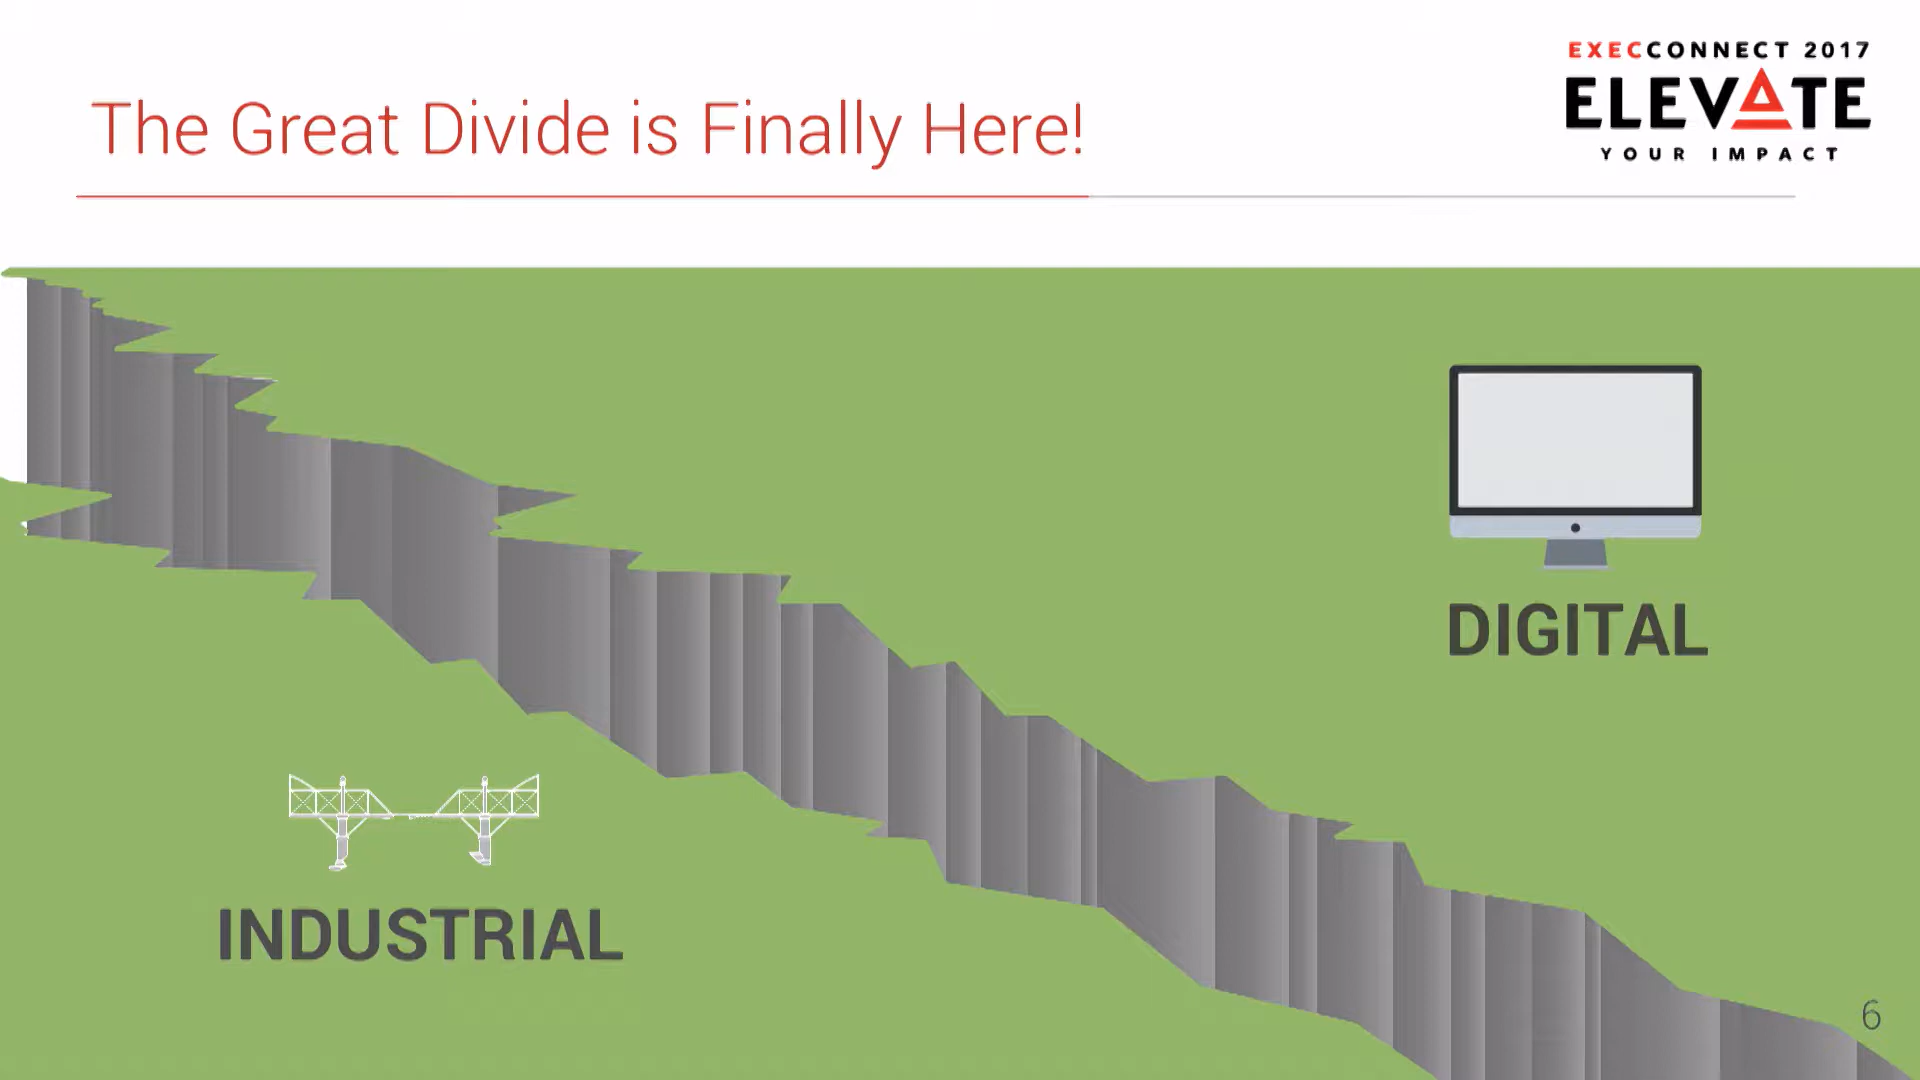 EXECCONNECT 2017
ELEVATE
YOUR IMPACT
The Great Divide is Finally Here!
DIGITAL
INDUSTRIAL
6